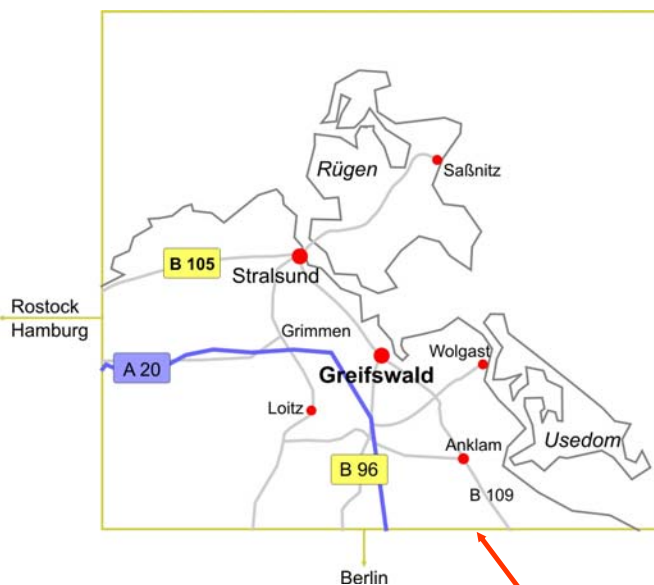 Rügen
Saßnitz
B 105
Stralsund
Rostock
Hamburg
Grimmen
A 20
Greifswald
Wolgast
Loitz
Usedom
Anklam
B 96
B 109
Berlin